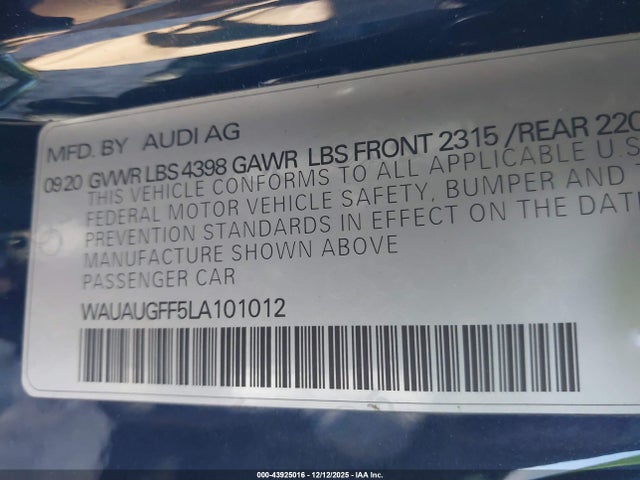 MFD. BY AUDI AG
09.20 GVWR LBS 4398 GAWR LBS FRONT 2315 /REAR
THIS VEHICLE CONFORMS TO ALL APPLICABLE U.S
FEDERAL MOTOR VEHICLE SAFETY, BUMPER AND
PREVENTION STANDARDS IN EFFECT ON THE DATE
MANUFACTURE SHOWN ABOVE
PASSENGER CAR
WAUAUGFF5LA101012
000-43925016 - 12/12/2025 - IAA Inc.